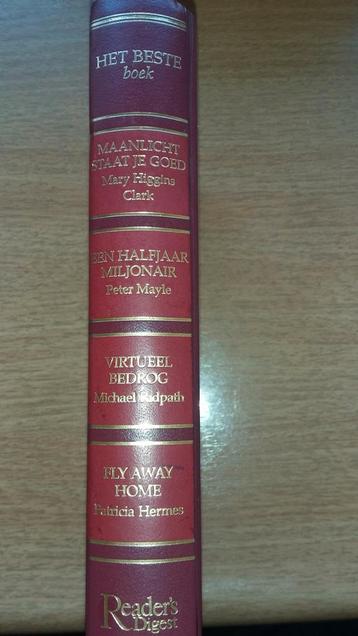 HET BESTE
boek
MAANLICHT
STAAT JE GOED
Mary Higgins
Clark
EEN HALFJAAR
MILJONAIR
Peter Mayle
VIRTUEEL
BEDROG
Michael Ridpath
FLY AWAY
HOME
Patricia Hermes
Reader's
Digest